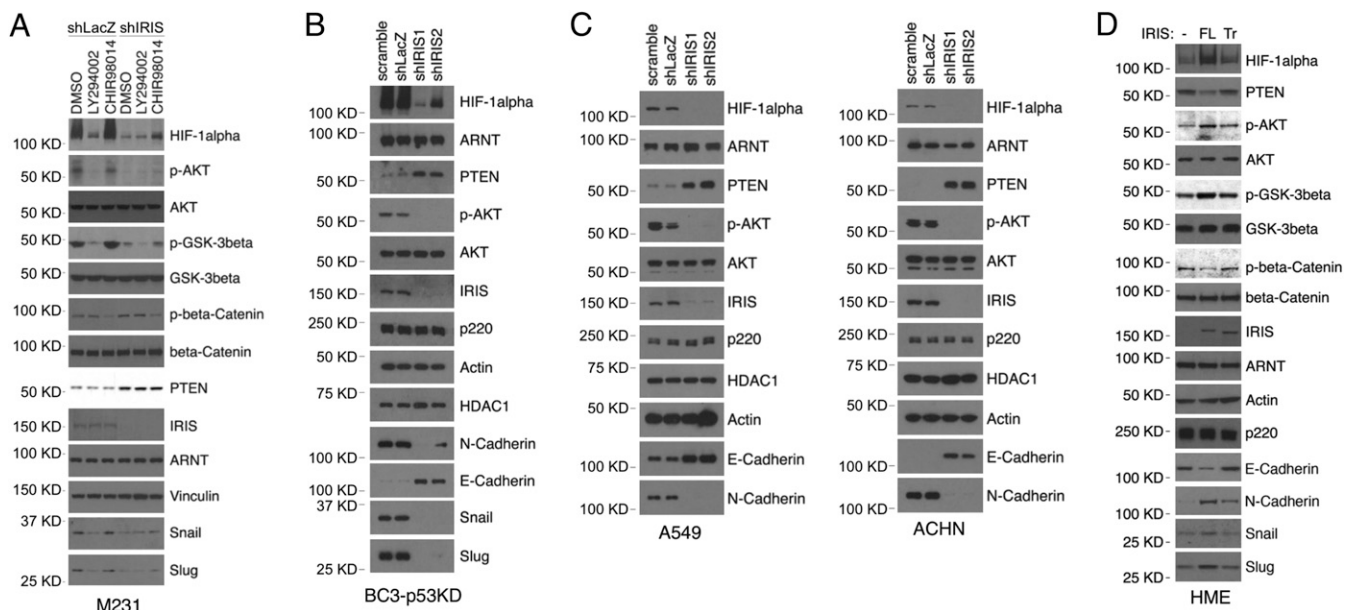 A
shLacZ shIRIS
DMSO
LY294002
CHIR98014
DMSO
LY294002
CHIR98014
100 KD HIF-1alpha
50 KD p-AKT
50 KD AKT
50 KD p-GSK-3beta
50 KD GSK-3beta
100 KD p-beta-Catenin
100 KD beta-Catenin
50 KD PTEN
150 KD IRIS
100 KD ARNT
150 KD Vinculin
37 KD Snail
25 KD Slug
M231
B
scramble
shLacZ
shIRIS1
shIRIS2
100 KD HIF-1alpha
100 KD ARNT
50 KD PTEN
50 KD p-AKT
50 KD AKT
150 KD IRIS
250 KD p220
50 KD Actin
75 KD HDAC1
100 KD N-Cadherin
100 KD E-Cadherin
37 KD Snail
25 KD Slug
BC3-p53KD
C
scramble
shLacZ
shIRIS1
shIRIS2
100 KD HIF-1alpha
100 KD ARNT
50 KD PTEN
50 KD p-AKT
50 KD AKT
150 KD IRIS
250 KD p220
75 KD HDAC1
50 KD Actin
100 KD E-Cadherin
100 KD N-Cadherin
A549
scramble
shLacZ
shIRIS1
shIRIS2
100 KD HIF-1alpha
100 KD ARNT
50 KD PTEN
50 KD p-AKT
50 KD AKT
150 KD IRIS
250 KD p220
75 KD HDAC1
50 KD Actin
100 KD E-Cadherin
100 KD N-Cadherin
ACHN
D
IRIS: - FL Tr
100 KD HIF-1alpha
50 KD PTEN
50 KD p-AKT
50 KD AKT
50 KD p-GSK-3beta
50 KD GSK-3beta
100 KD p-beta-Catenin
100 KD beta-Catenin
150 KD IRIS
100 KD ARNT
50 KD Actin
250 KD p220
100 KD E-Cadherin
100 KD N-Cadherin
25 KD Snail
25 KD Slug
HME